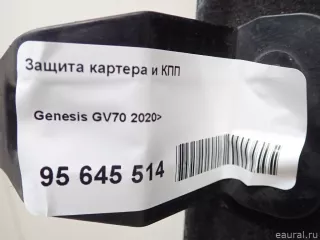 Защита картера и КПП
Genesis GV70 2020>
95 645 514
eaural.ru